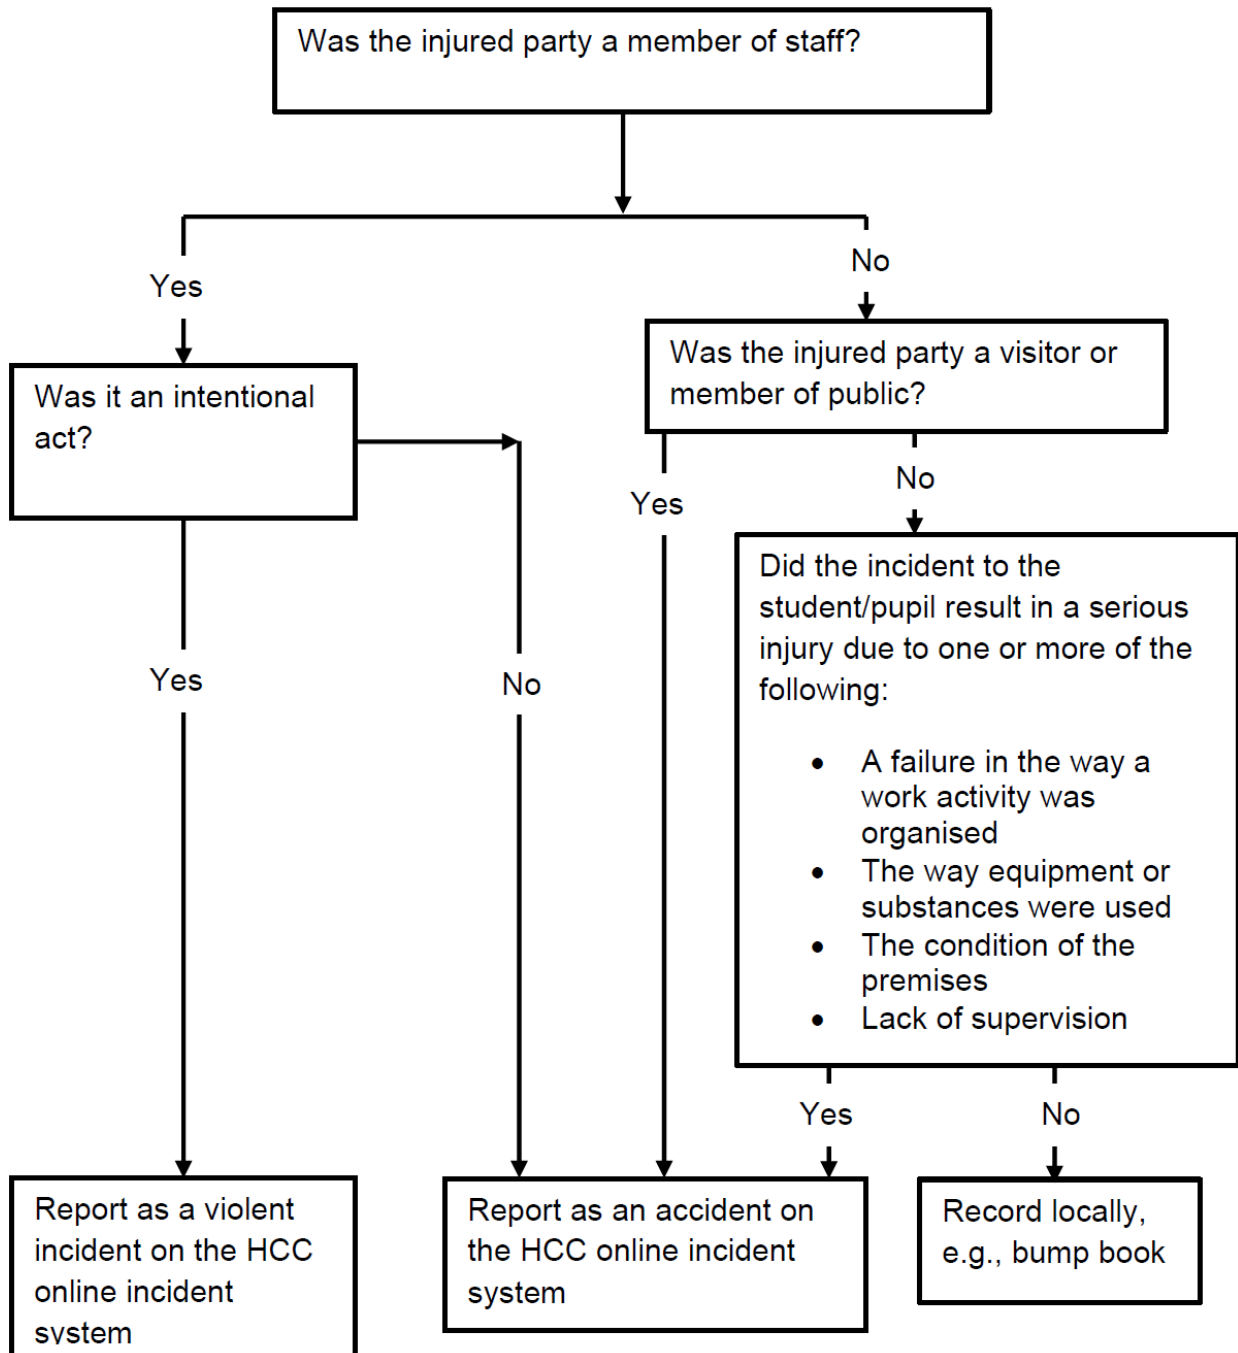 Was the injured party a member of staff?
Yes
No
Was it an intentional
act?
Was the injured party a visitor or
member of public?
Yes
No
Did the incident to the
student/pupil result in a serious
injury due to one or more of the
following:
• A failure in the way a
work activity was
organised
• The way equipment or
substances were used
• The condition of the
premises
• Lack of supervision
Yes
No
Yes
No
Report as a violent
incident on the HCC
online incident
system
Report as an accident on
the HCC online incident
system
Record locally,
e.g., bump book